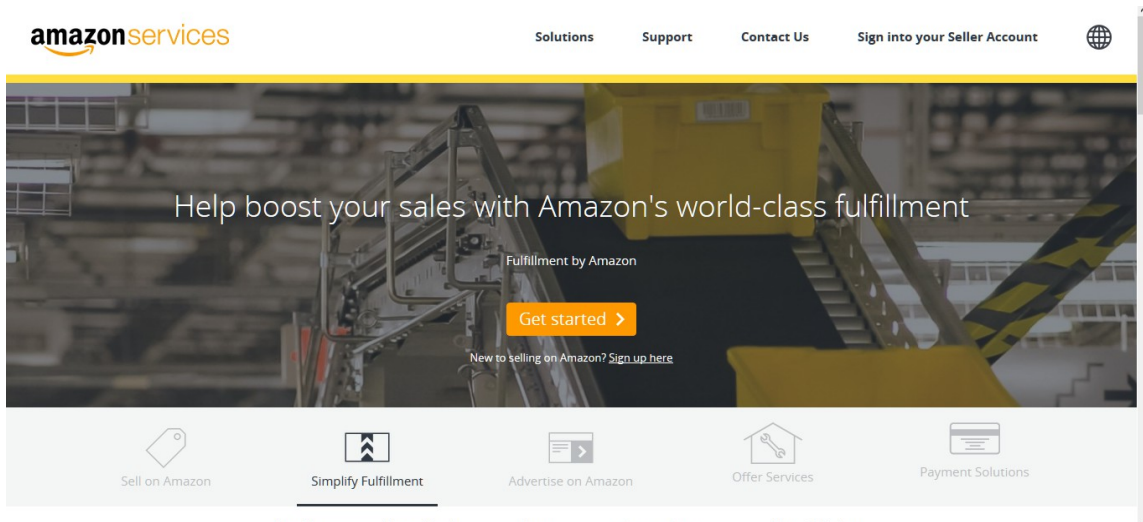 amazonservices
Solutions Support Contact Us Sign into your Seller Account
Help boost your sales with Amazon's world-class fulfillment
Fulfillment by Amazon
Get started
New to selling on Amazon? Sign up here
Sell on Amazon
Simplify Fulfillment
Advertise on Amazon
Offer Services
Payment Solutions